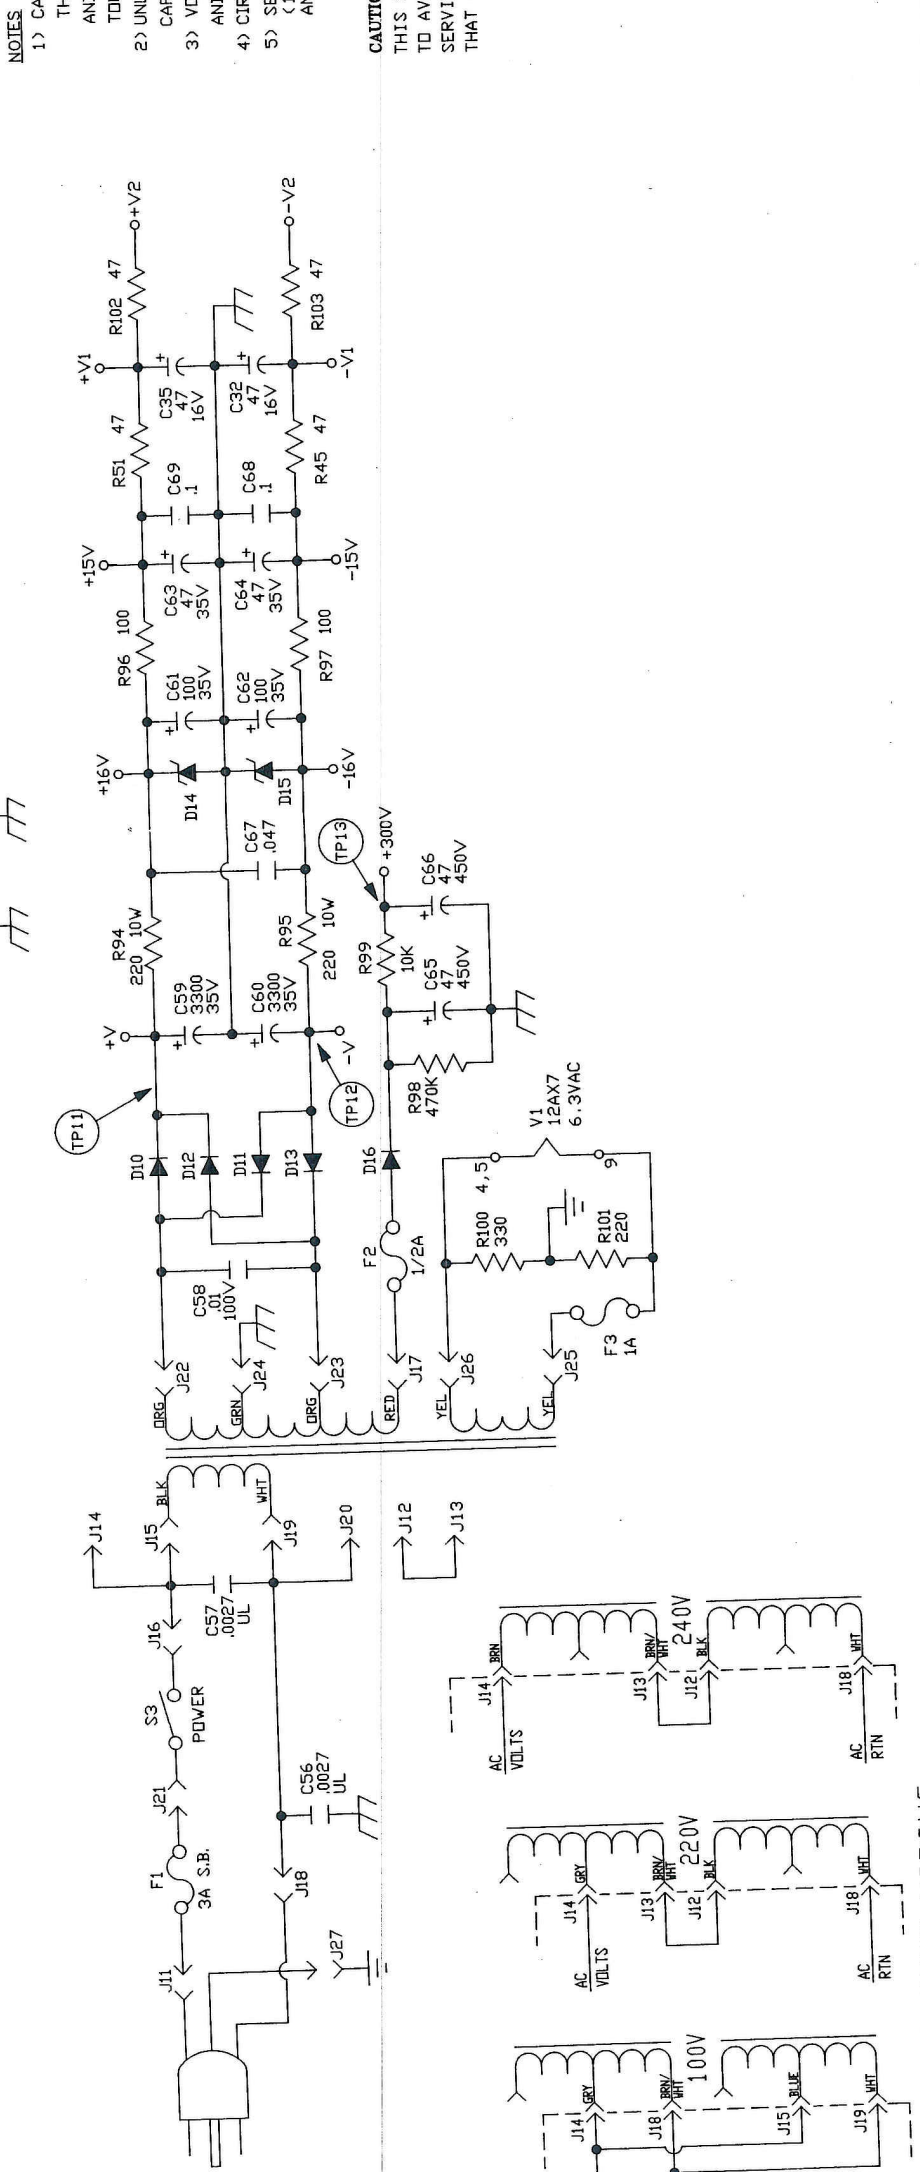 NOTES
1) CA
TH
AN
TO
2) UNL
CAP
3) VO
AN
4) CIR
5) SE
(1
AN
CAUTIO
THIS
TO AV
SERVI
THAT
J11
F1
3A S.B.
J21
S3
POWER
J16
J14
J15
BLK
C57
.0027
UL
WHT
J19
J20
J12
J13
J18
C56
.0027
UL
J27
ORG
J22
GRN
J24
ORG
J23
RED
J17
YEL
J26
YEL
J25
C58
.01
100V
D10
D12
D11
D13
TP11
TP12
+V
-V
C59
3300
35V
C60
3300
35V
R94
220 10W
R95
220 10W
C67
.047
+16V
-16V
D14
D15
C61
100
35V
C62
100
35V
R96 100
R97 100
+15V
-15V
C63
47
35V
C64
47
35V
C69
.1
C68
.1
R51 47
R45 47
+V1
-V1
C35
47
16V
C32
47
16V
R102 47
R103 47
+V2
-V2
F2
1/2A
D16
R98
470K
R99
10K
C65
47
450V
C66
47
450V
TP13
+300V
F3
1A
R100
330
R101
220
4,5
9
V1
12AX7
6.3VAC
100V
J14
GRY
J18
BRN/
WHT
J15
BLUE
J19
WHT
220V
AC
VOLTS
J14
GRY
J13
BRN/
WHT
J12
BLK
J18
WHT
AC
RTN
240V
AC
VOLTS
J14
BRN
J13
BRN/
WHT
J12
BLK
J18
WHT
AC
RTN